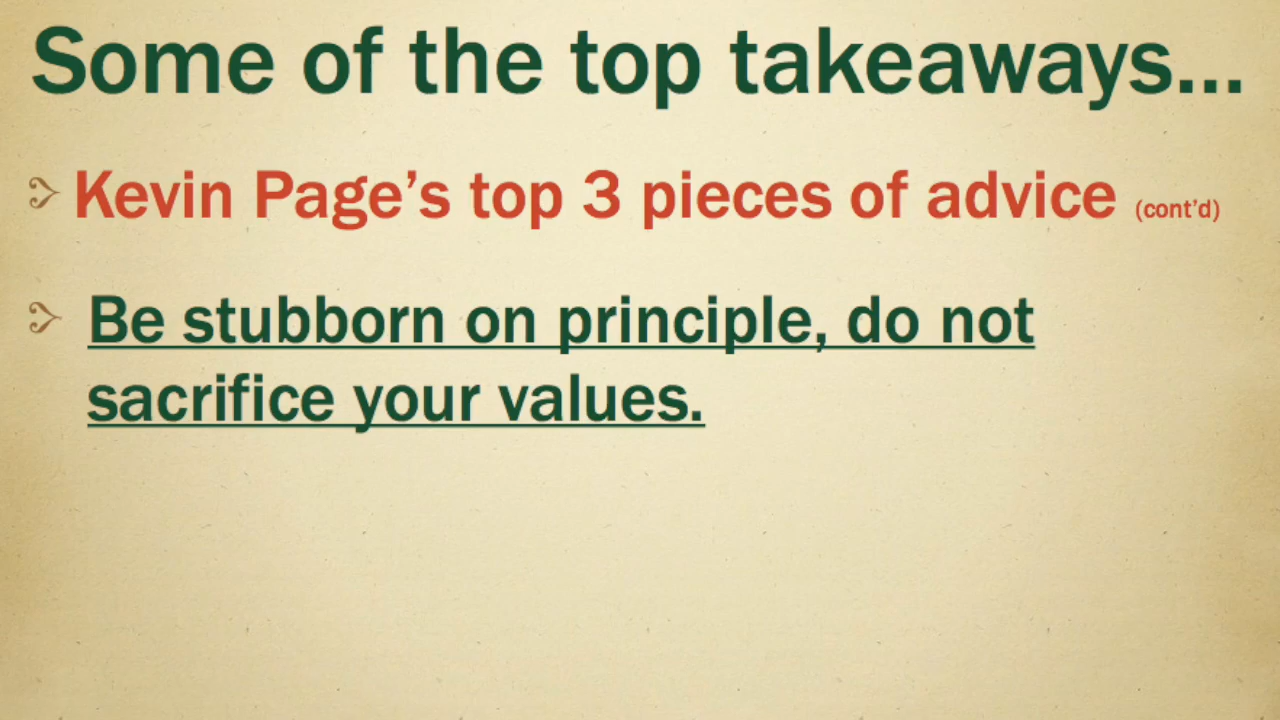 Some of the top takeaways...
Kevin Page’s top 3 pieces of advice (cont’d)
Be stubborn on principle, do not
sacrifice your values.